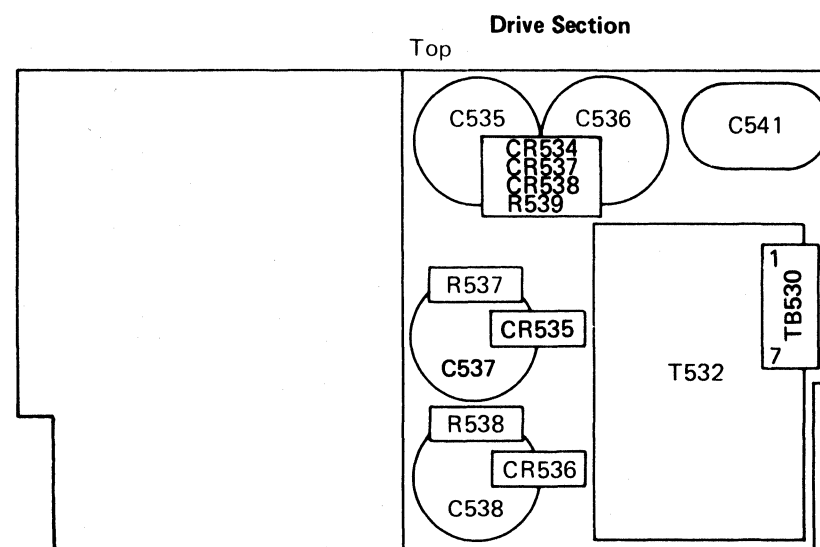 Drive Section
Top
C535
C536
C541
CR534
CR537
CR538
R539
1
TB530
7
R537
CR535
C537
T532
R538
CR536
C538